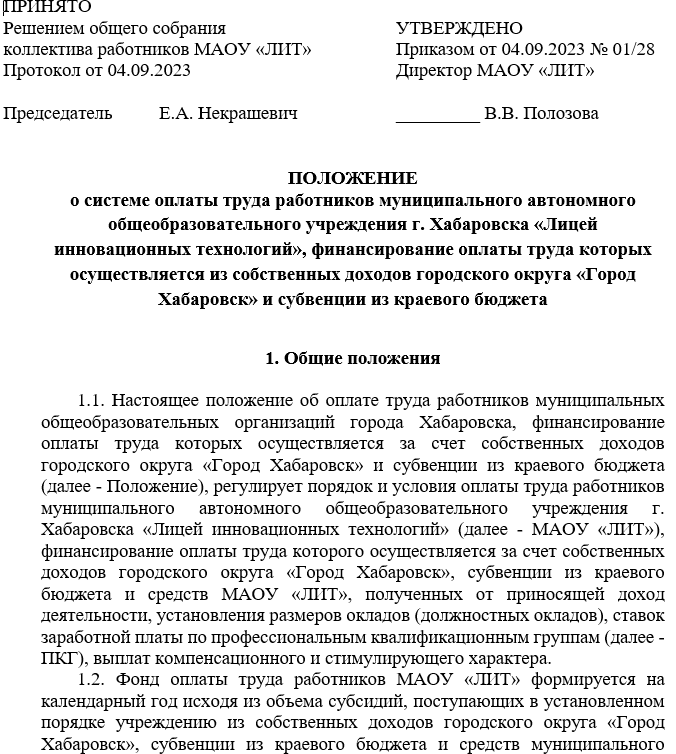 ПРИНЯТО
Решением общего собрания
коллектива работников МАОУ «ЛИТ»
Протокол от 04.09.2023
Председатель Е.А. Некрашевич
УТВЕРЖДЕНО
Приказом от 04.09.2023 № 01/28
Директор МАОУ «ЛИТ»
_________ В.В. Полозова
ПОЛОЖЕНИЕ
о системе оплаты труда работников муниципального автономного
общеобразовательного учреждения г. Хабаровска «Лицей
инновационных технологий», финансирование оплаты труда которых
осуществляется из собственных доходов городского округа «Город
Хабаровск» и субвенции из краевого бюджета
1. Общие положения
1.1. Настоящее положение об оплате труда работников муниципальных
общеобразовательных организаций города Хабаровска, финансирование
оплаты труда которых осуществляется за счет собственных доходов
городского округа «Город Хабаровск» и субвенции из краевого бюджета
(далее - Положение), регулирует порядок и условия оплаты труда работников
муниципального автономного общеобразовательного учреждения г.
Хабаровска «Лицей инновационных технологий» (далее - МАОУ «ЛИТ»),
финансирование оплаты труда которого осуществляется за счет собственных
доходов городского округа «Город Хабаровск», субвенции из краевого
бюджета и средств МАОУ «ЛИТ», полученных от приносящей доход
деятельности, установления размеров окладов (должностных окладов), ставок
заработной платы по профессиональным квалификационным группам (далее -
ПКГ), выплат компенсационного и стимулирующего характера.
1.2. Фонд оплаты труда работников МАОУ «ЛИТ» формируется на
календарный год исходя из объема субсидий, поступающих в установленном
порядке учреждению из собственных доходов городского округа «Город
Хабаровск», субвенции из краевого бюджета и средств муниципального